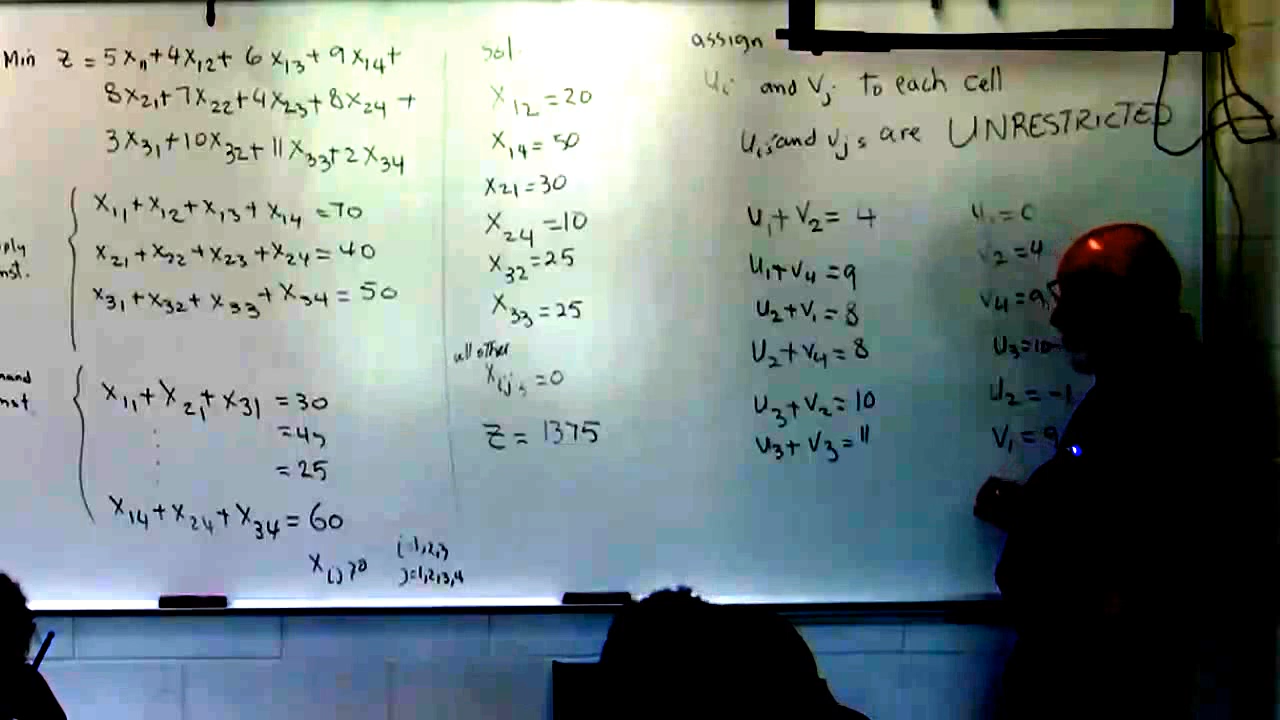 Min Z = 5x11 + 4x12 + 6x13 + 9x14 +
8x21 + 7x22 + 4x23 + 8x24 +
3x31 + 10x32 + 11x33 + 2x34
x11 + x12 + x13 + x14 = 70
x21 + x22 + x23 + x24 = 40
x31 + x32 + x33 + x34 = 50
ply
nst.
x11 + x21 + x31 = 30
= 45
= 25
x14 + x24 + x34 = 60
mand
nst.
xij ≥ 0
i=1,2,3
j=1,2,3,4
sol.
x12 = 20
x14 = 50
x21 = 30
x24 = 10
x32 = 25
x33 = 25
all other
xijs = 0
Z = 1375
assign
Ui and Vj to each cell
Uis and Vjs are UNRESTRICTED
U1 + V2 = 4
U1 + V4 = 9
U2 + V1 = 8
U2 + V4 = 8
U3 + V2 = 10
U3 + V3 = 11
U1 = 0
V2 = 4
V4 = 9
U3 = 10-
U2 = -1
V1 = 9